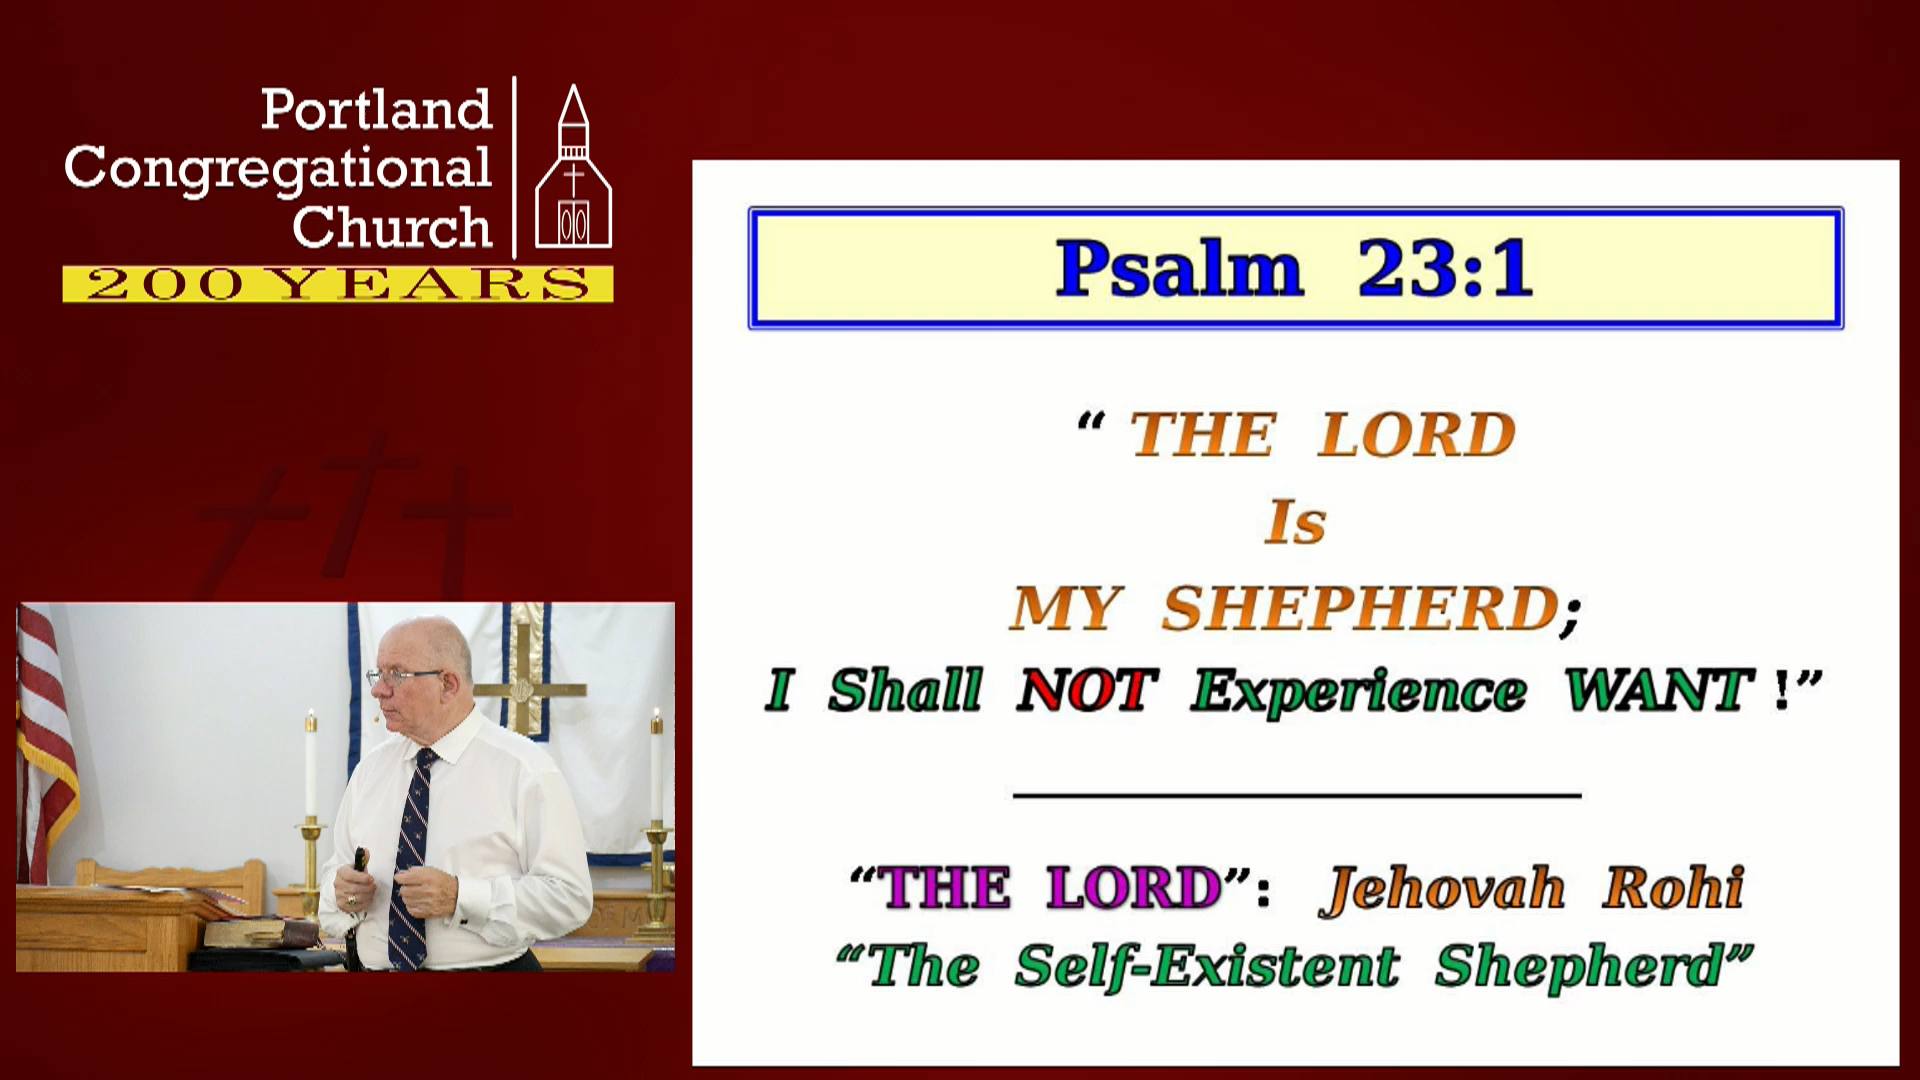 Portland
Congregational
Church
200 YEARS
Psalm 23:1
“ THE LORD
Is
MY SHEPHERD;
I Shall NOT Experience WANT !”
“THE LORD”: Jehovah Rohi
“The Self-Existent Shepherd”